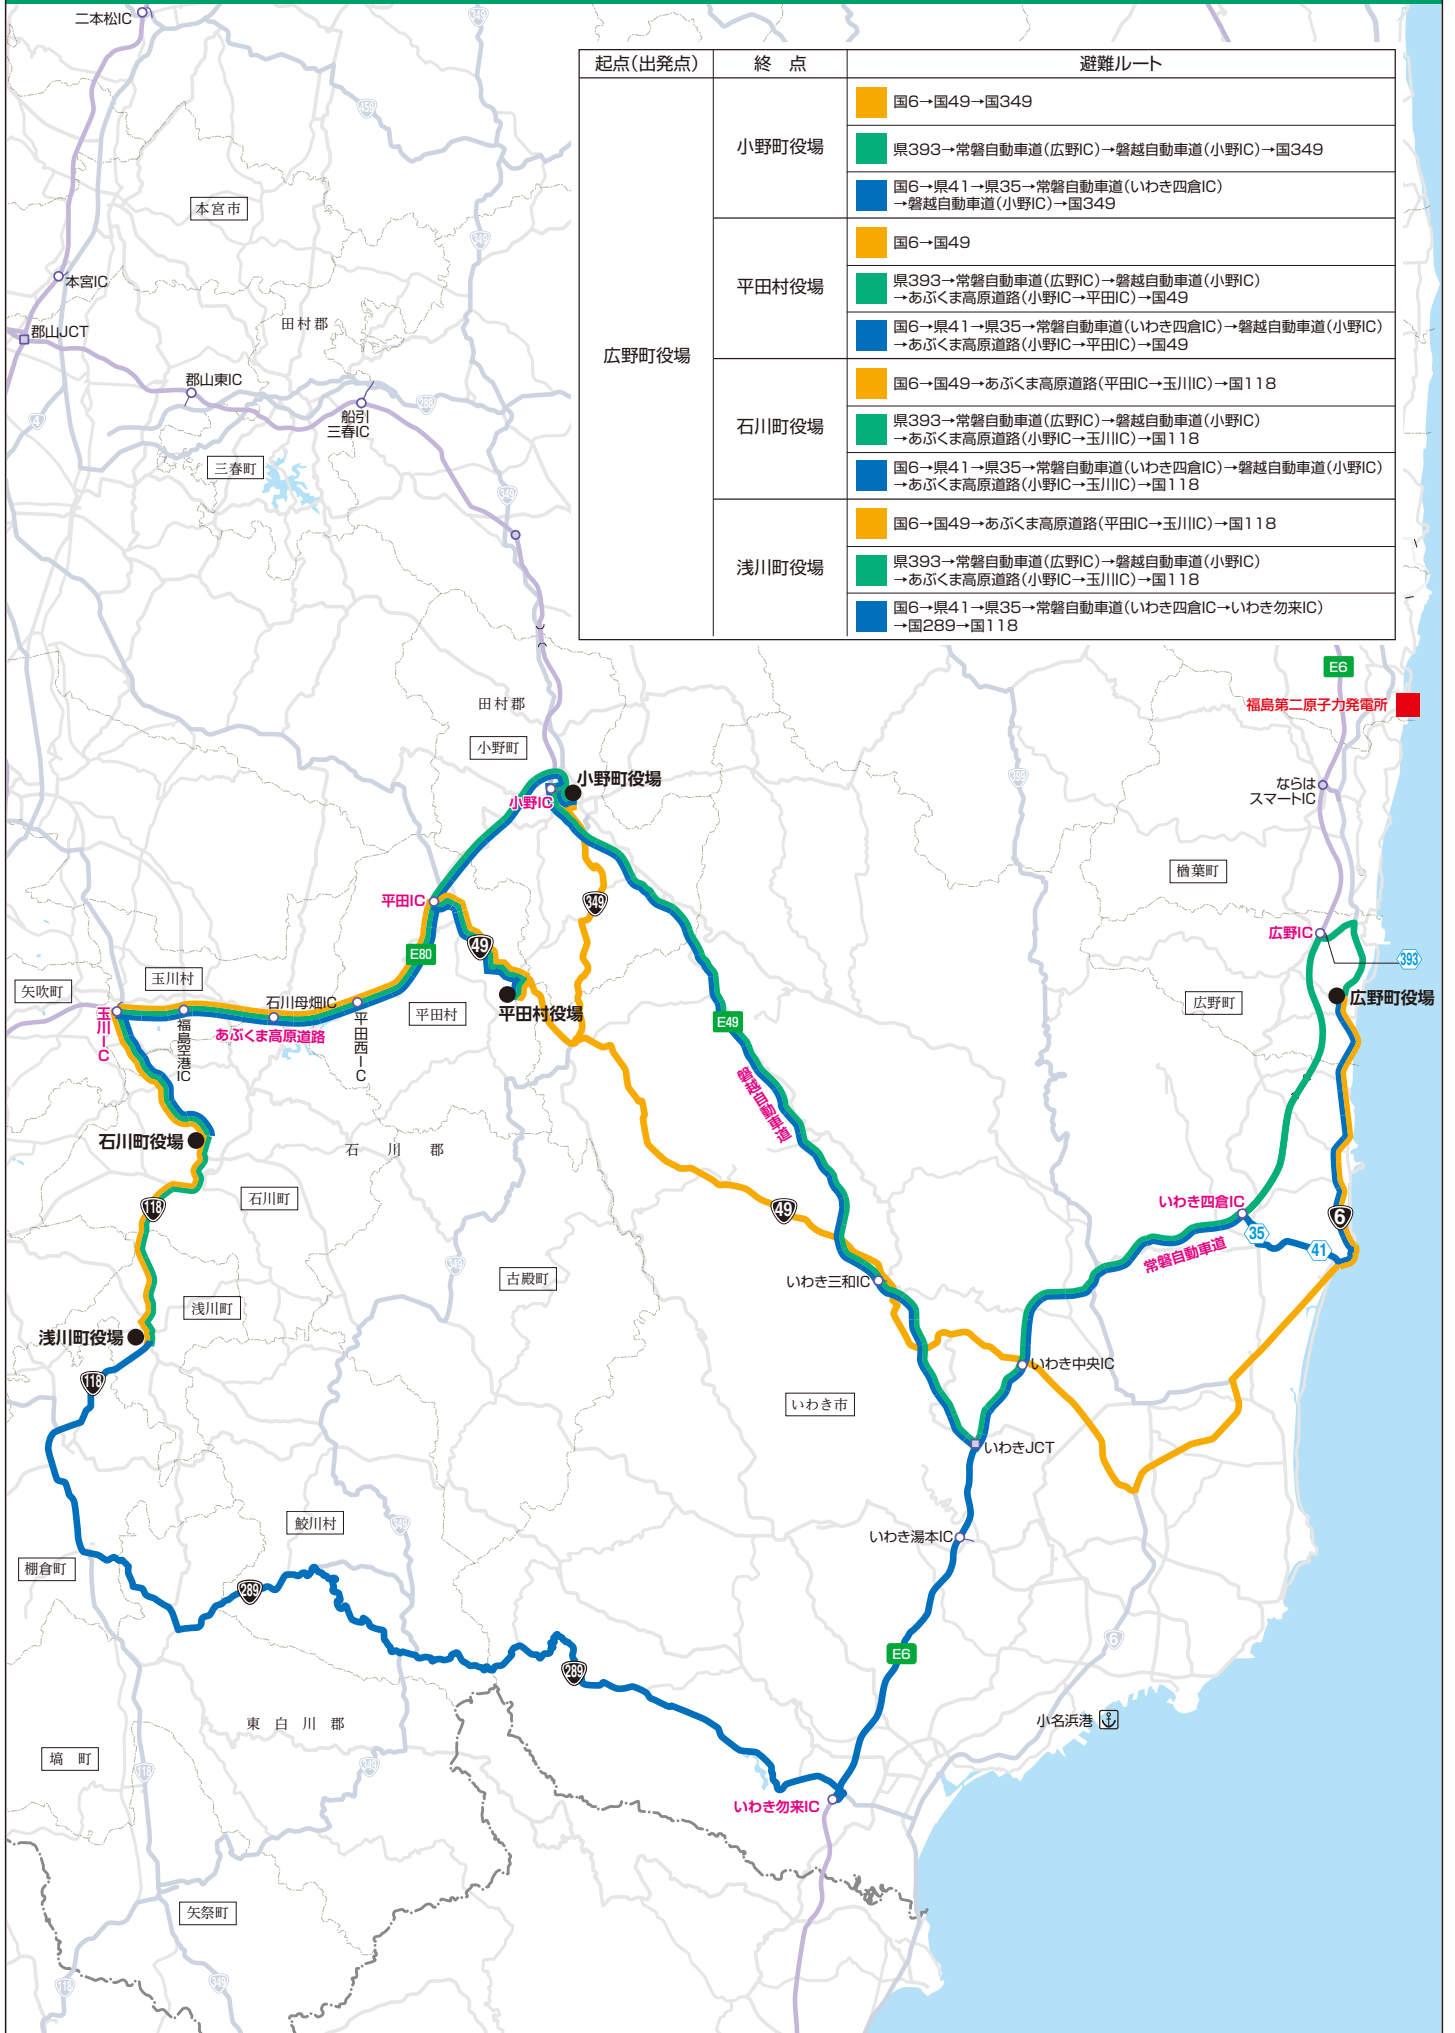 起点(出発点)
終　点
避難ルート
広野町役場
小野町役場
国6→国49→国349
県393→常磐自動車道(広野IC)→磐越自動車道(小野IC)→国349
国6→県41→県35→常磐自動車道(いわき四倉IC)
→磐越自動車道(小野IC)→国349
平田村役場
国6→国49
県393→常磐自動車道(広野IC)→磐越自動車道(小野IC)
→あぶくま高原道路(小野IC→平田IC)→国49
国6→県41→県35→常磐自動車道(いわき四倉IC)→磐越自動車道(小野IC)
→あぶくま高原道路(小野IC→平田IC)→国49
石川町役場
国6→国49→あぶくま高原道路(平田IC→玉川IC)→国118
県393→常磐自動車道(広野IC)→磐越自動車道(小野IC)
→あぶくま高原道路(小野IC→玉川IC)→国118
国6→県41→県35→常磐自動車道(いわき四倉IC)→磐越自動車道(小野IC)
→あぶくま高原道路(小野IC→玉川IC)→国118
浅川町役場
国6→国49→あぶくま高原道路(平田IC→玉川IC)→国118
県393→常磐自動車道(広野IC)→磐越自動車道(小野IC)
→あぶくま高原道路(小野IC→玉川IC)→国118
国6→県41→県35→常磐自動車道(いわき四倉IC→いわき勿来IC)
→国289→国118
二本松IC
349
459
本宮市
349
本宮IC
田村郡
郡山JCT
郡山東IC
288
4
船引
三春IC
三春町
349
E6
福島第二原子力発電所
田村郡
小野町
小野町役場
小野IC
399
ならは
スマートIC
楢葉町
平田IC
349
広野IC
49
E80
393
玉川村
矢吹町
石川母畑IC
平田村
平田村役場
広野町
広野町役場
玉川IC
福島空港IC
あぶくま高原道路
平田西IC
E49
磐越自動車道
石川町役場
石　川　郡
石川町
118
49
いわき四倉IC
6
35
41
常磐自動車道
349
古殿町
いわき三和IC
浅川町
浅川町役場
いわき中央IC
118
いわき市
いわきJCT
鮫川村
349
いわき湯本IC
棚倉町
289
6
E6
289
東　白　川　郡
小名浜港
塙　町
118
349
いわき勿来IC
矢祭町
118
349